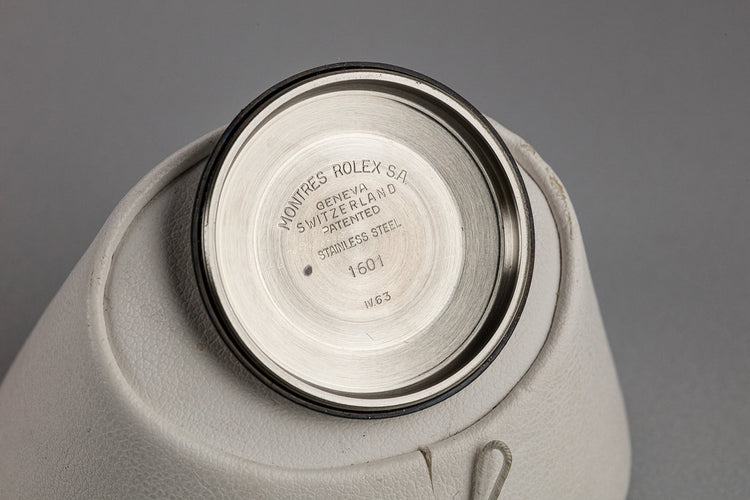 MONTRES ROLEX S.A.
GENEVA
SWITZERLAND
PATENTED
STAINLESS STEEL
1601
IV.63